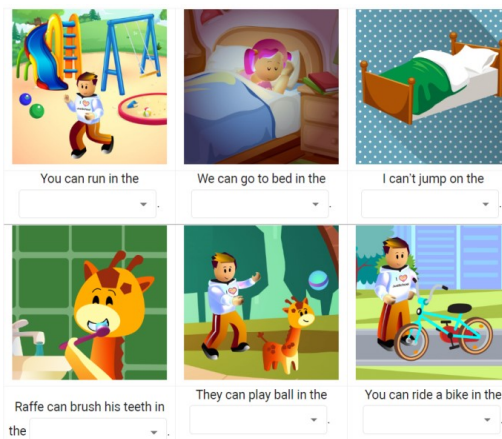 You can run in the
.
We can go to bed in the
.
I can't jump on the
.
Raffe can brush his teeth in
the .
They can play ball in the
.
You can ride a bike in the
.